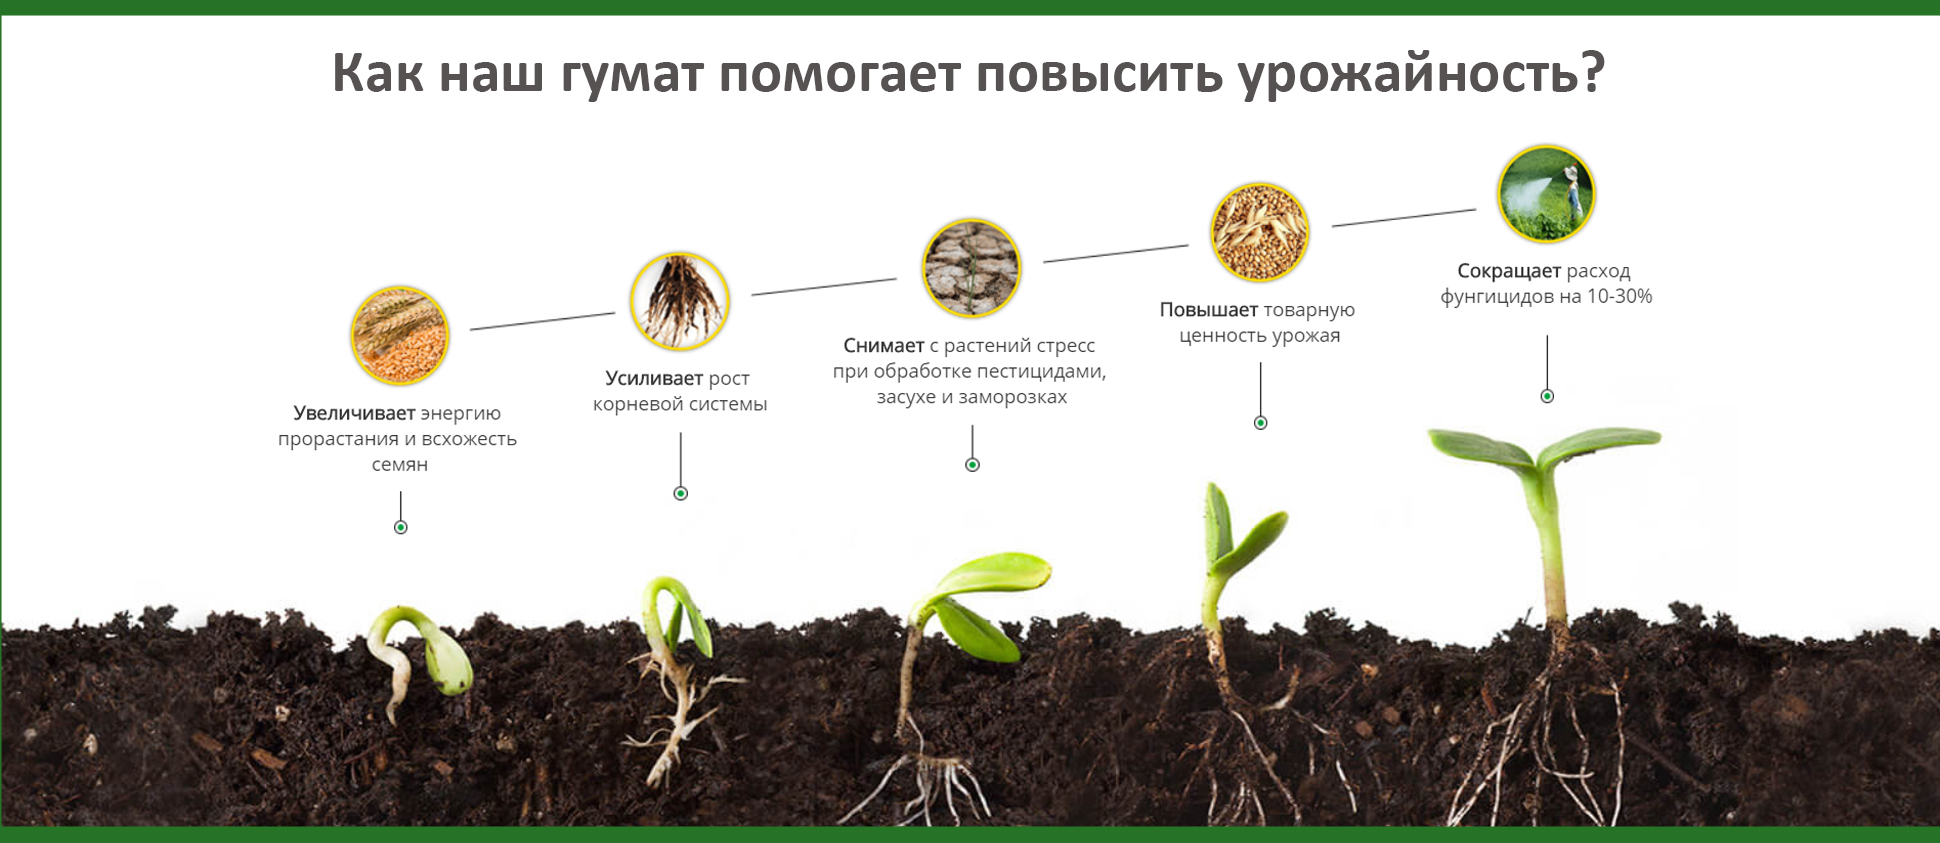 Как наш гумат помогает повысить урожайность?
Увеличивает энергию
прорастания и всхожесть
семян
Усиливает рост
корневой системы
Снимает с растений стресс
при обработке пестицидами,
засухе и заморозках
Повышает товарную
ценность урожая
Сокращает расход
фунгицидов на 10-30%